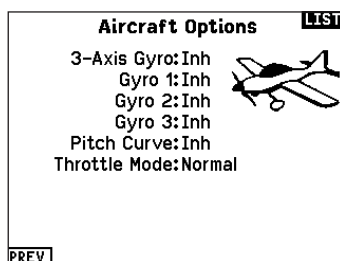 Aircraft Options
LIST
3-Axis Gyro:Inh
Gyro 1:Inh
Gyro 2:Inh
Gyro 3:Inh
Pitch Curve:Inh
Throttle Mode:Normal
PREV